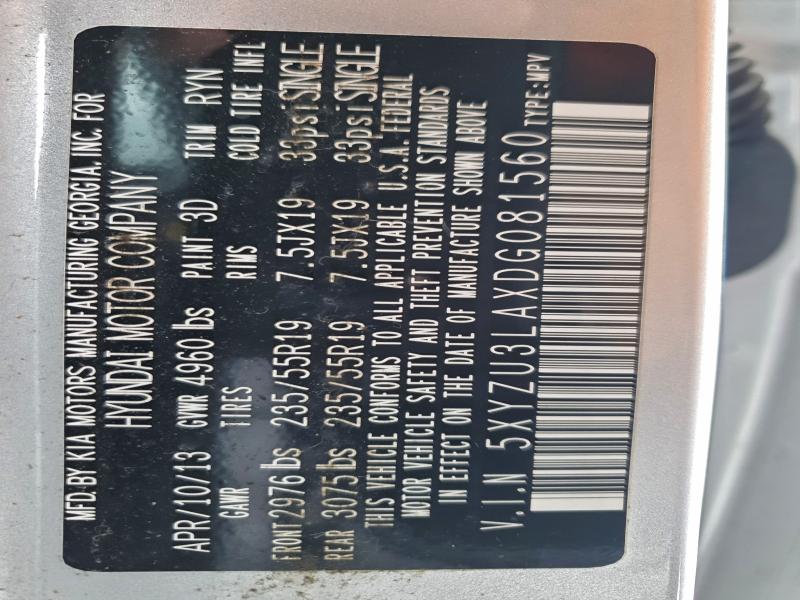 MFD. BY KIA MOTORS MANUFACTURING GEORGIA, INC. FOR
HYUNDAI MOTOR COMPANY
APR/10/13 GVWR 4960 lbs PAINT 3D TRIM RYN
GAWR TIRES RIMS COLD TIRE INFL
FRONT 2976 lbs 235/55R19 7.5JX19 33psi SINGLE
REAR 3075 lbs 235/55R19 7.5JX19 33psi SINGLE
THIS VEHICLE CONFORMS TO ALL APPLICABLE U.S.A. FEDERAL
MOTOR VEHICLE SAFETY AND THEFT PREVENTION STANDARDS
IN EFFECT ON THE DATE OF MANUFACTURE SHOWN ABOVE
V.I.N 5XYZU3LAXDG081560 TYPE:MPV